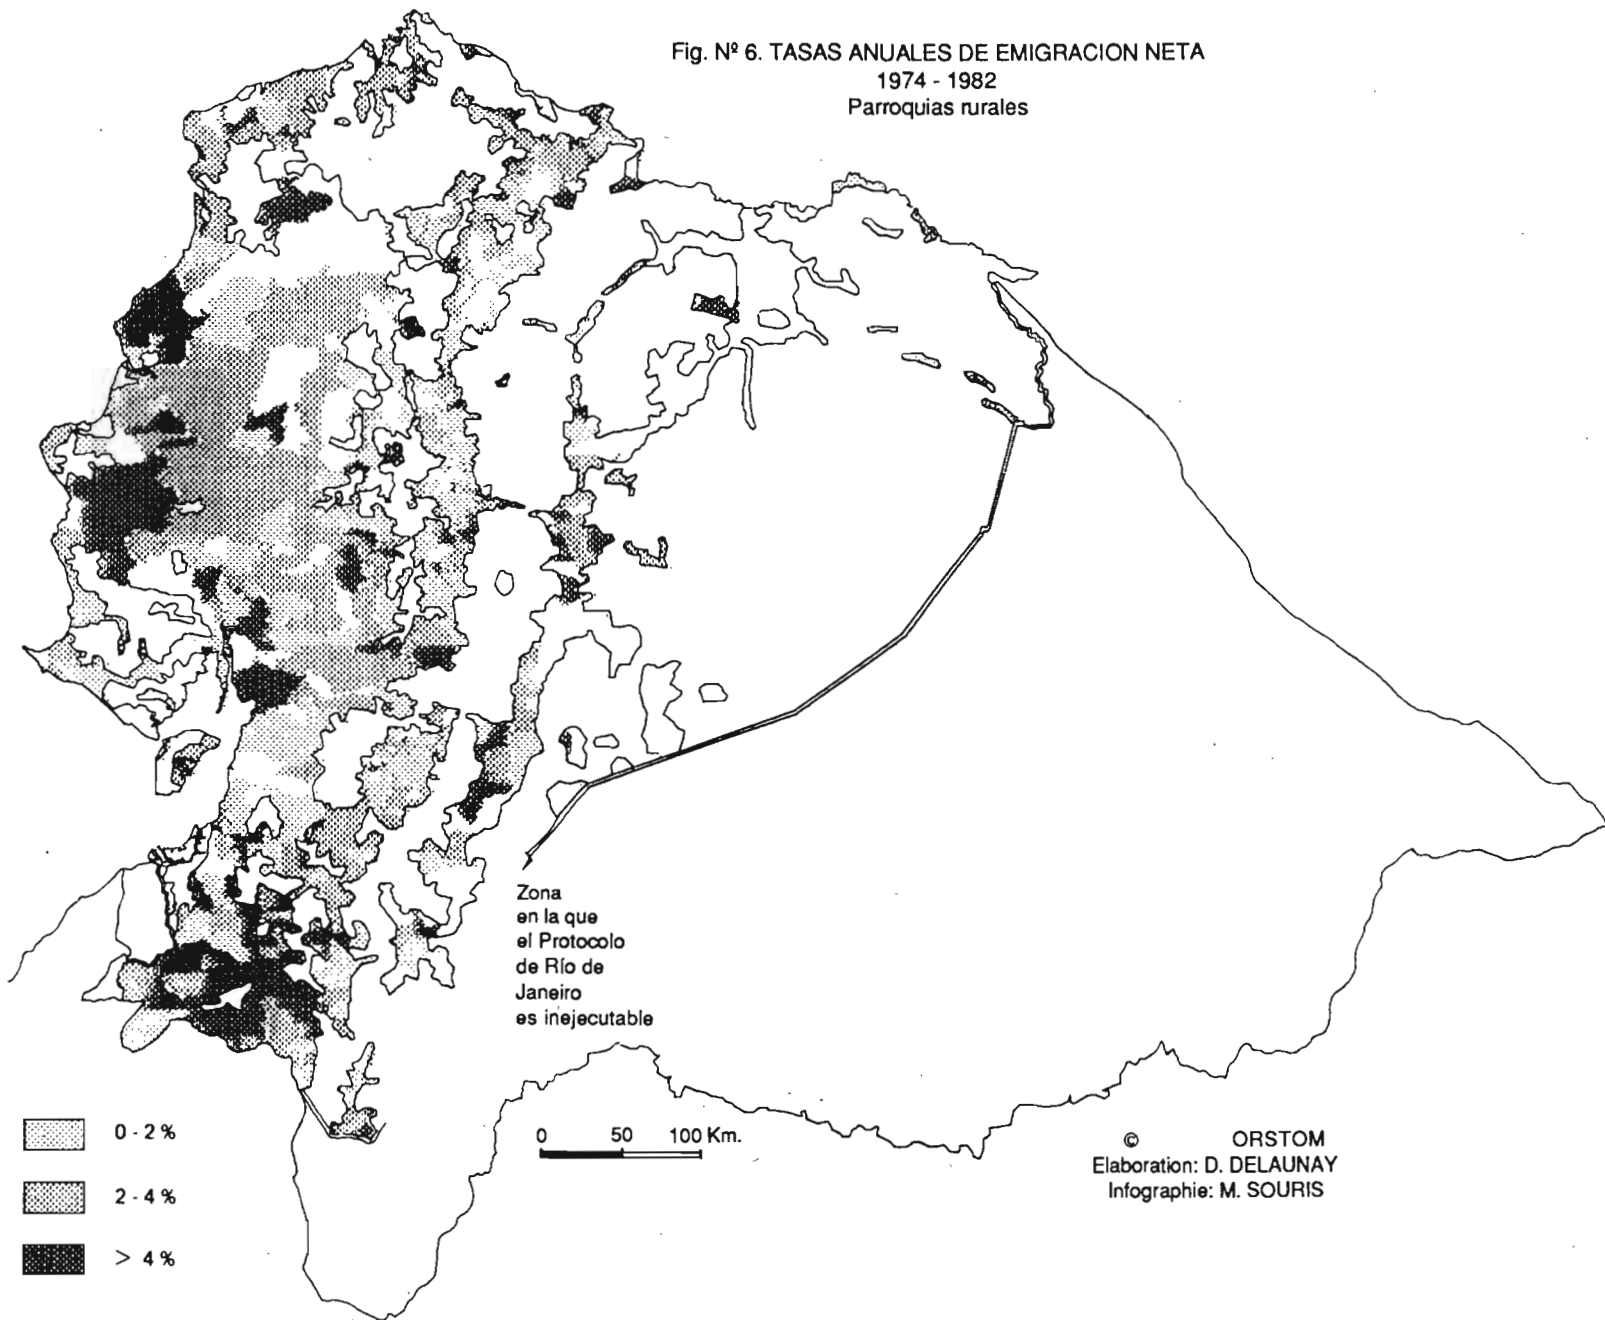 Fig. Nº 6. TASAS ANUALES DE EMIGRACION NETA
1974 - 1982
Parroquias rurales
Zona
en la que
el Protocolo
de Río de
Janeiro
es inejecutable
0 - 2 %
2 - 4 %
> 4 %
0 50 100 Km.
© ORSTOM
Elaboration: D. DELAUNAY
Infographie: M. SOURIS